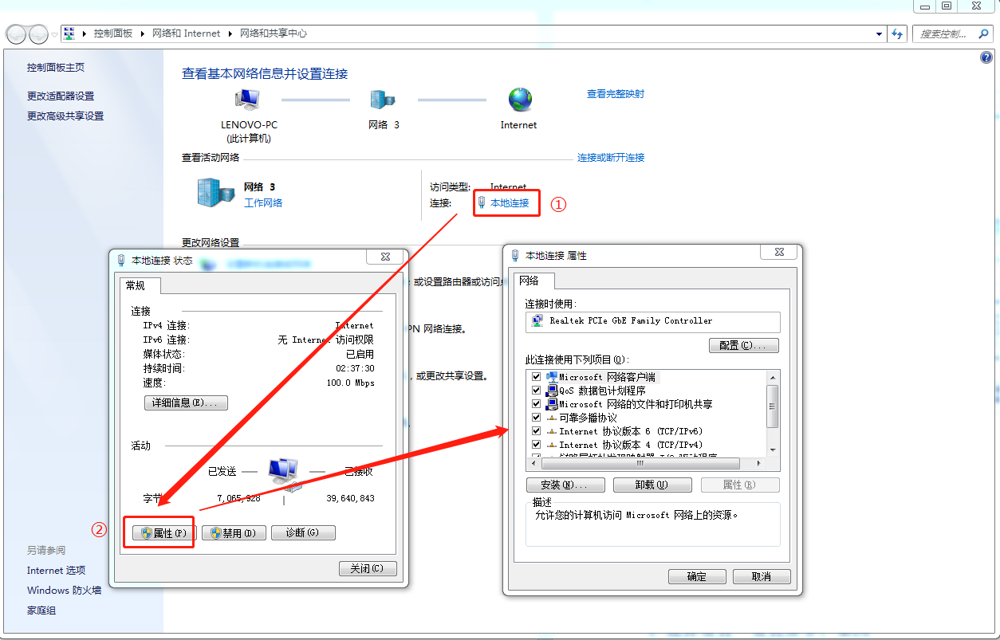 控制面板 网络和 Internet 网络和共享中心
搜索控制...
控制面板主页
更改适配器设置
更改高级共享设置
查看基本网络信息并设置连接
查看完整映射
LENOVO-PC
(此计算机)
网络 3
Internet
查看活动网络
连接或断开连接
网络 3
工作网络
访问类型: Internet
连接: 本地连接
①
更改网络设置
或设置路由器或访问
PN 网络连接。
，或更改共享设置。
本地连接 状态
常规
连接
IPv4 连接: Internet
IPv6 连接: 无 Internet 访问权限
媒体状态: 已启用
持续时间: 02:37:30
速度: 100.0 Mbps
详细信息(E)...
活动
已发送 已接收
字节 7,065,928 39,640,843
②
属性(P) 禁用(D) 诊断(G)
关闭(C)
本地连接 属性
网络
连接时使用:
Realtek PCIe GbE Family Controller
配置(C)...
此连接使用下列项目(O):
Microsoft 网络客户端
QoS 数据包计划程序
Microsoft 网络的文件和打印机共享
可靠多播协议
Internet 协议版本 6 (TCP/IPv6)
Internet 协议版本 4 (TCP/IPv4)
安装(N)... 卸载(U) 属性(R)
描述
允许您的计算机访问 Microsoft 网络上的资源。
确定 取消
另请参阅
Internet 选项
Windows 防火墙
家庭组